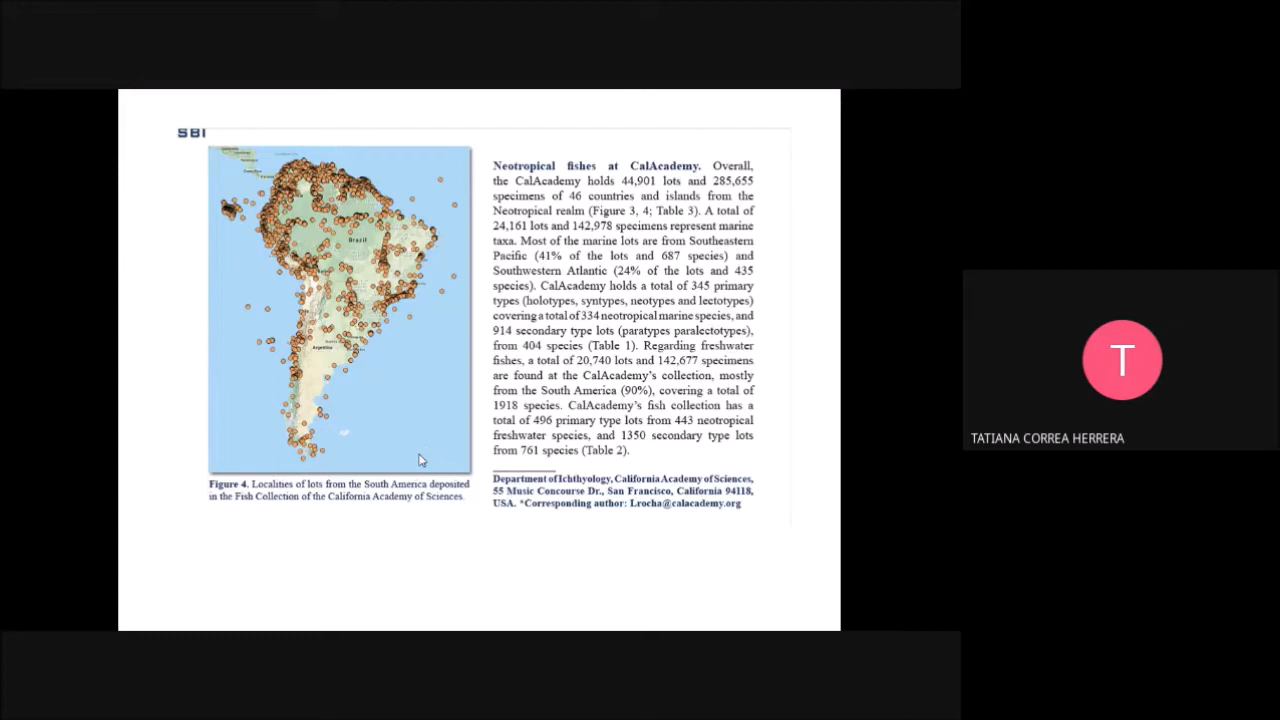 SBI
Brazil
Argentina
Figure 4. Localities of lots from the South America deposited
in the Fish Collection of the California Academy of Sciences.
Neotropical fishes at CalAcademy. Overall,
the CalAcademy holds 44,901 lots and 285,655
specimens of 46 countries and islands from the
Neotropical realm (Figure 3, 4; Table 3). A total of
24,161 lots and 142,978 specimens represent marine
taxa. Most of the marine lots are from Southeastern
Pacific (41% of the lots and 687 species) and
Southwestern Atlantic (24% of the lots and 435
species). CalAcademy holds a total of 345 primary
types (holotypes, syntypes, neotypes and lectotypes)
covering a total of 334 neotropical marine species, and
914 secondary type lots (paratypes paralectotypes),
from 404 species (Table 1). Regarding freshwater
fishes, a total of 20,740 lots and 142,677 specimens
are found at the CalAcademy's collection, mostly
from the South America (90%), covering a total of
1918 species. CalAcademy's fish collection has a
total of 496 primary type lots from 443 neotropical
freshwater species, and 1350 secondary type lots
from 761 species (Table 2).
Department of Ichthyology, California Academy of Sciences,
55 Music Concourse Dr., San Francisco, California 94118,
USA. *Corresponding author: Lrocha@calacademy.org
T
TATIANA CORREA HERRERA